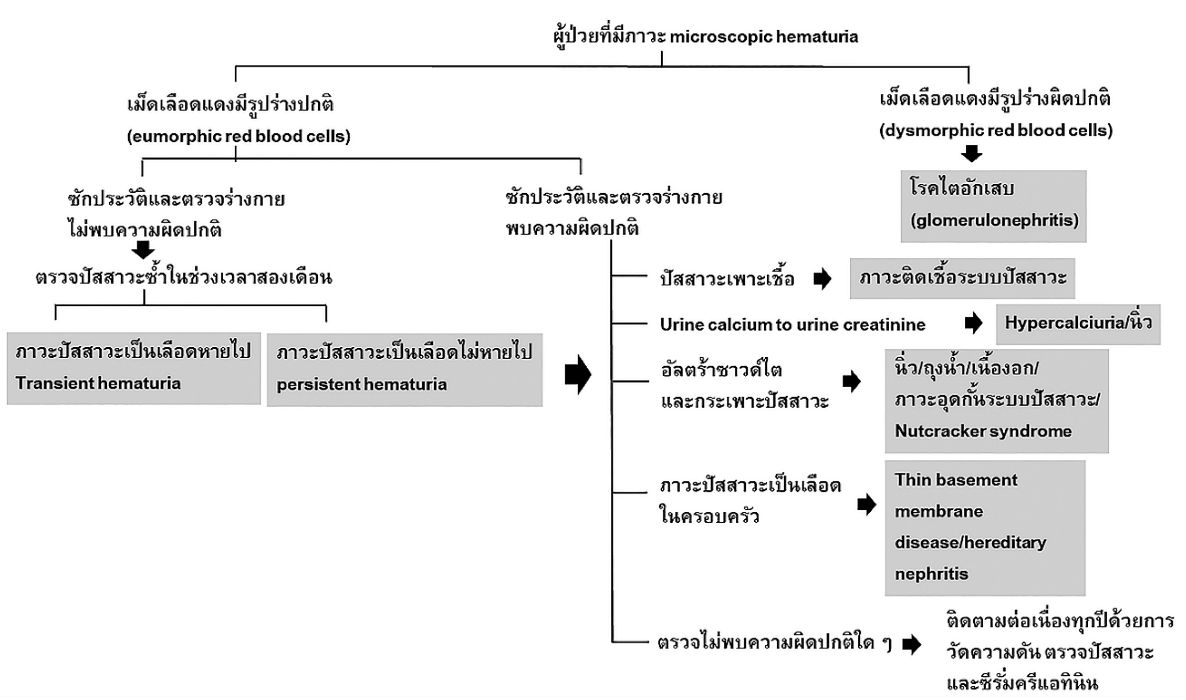 ผู้ป่วยที่มีภาวะ microscopic hematuria
เม็ดเลือดแดงมีรูปร่างปกติ
(eumorphic red blood cells)
เม็ดเลือดแดงมีรูปร่างผิดปกติ
(dysmorphic red blood cells)
โรคไตอักเสบ
(glomerulonephritis)
ซักประวัติและตรวจร่างกาย
ไม่พบความผิดปกติ
ตรวจปัสสาวะซ้ำในช่วงเวลาสองเดือน
ภาวะปัสสาวะเป็นเลือดหายไป
Transient hematuria
ภาวะปัสสาวะเป็นเลือดไม่หายไป
persistent hematuria
ซักประวัติและตรวจร่างกาย
พบความผิดปกติ
ปัสสาวะเพาะเชื้อ
ภาวะติดเชื้อระบบปัสสาวะ
Urine calcium to urine creatinine
Hypercalciuria/นิ่ว
อัลตร้าซาวด์ไต
และกระเพาะปัสสาวะ
นิ่ว/ถุงน้ำ/เนื้องอก/
ภาวะอุดกั้นระบบปัสสาวะ/
Nutcracker syndrome
ภาวะปัสสาวะเป็นเลือด
ในครอบครัว
Thin basement
membrane
disease/hereditary
nephritis
ตรวจไม่พบความผิดปกติใด ๆ
ติดตามต่อเนื่องทุกปีด้วยการ
วัดความดัน ตรวจปัสสาวะ
และซีรั่มครีแอทินิน